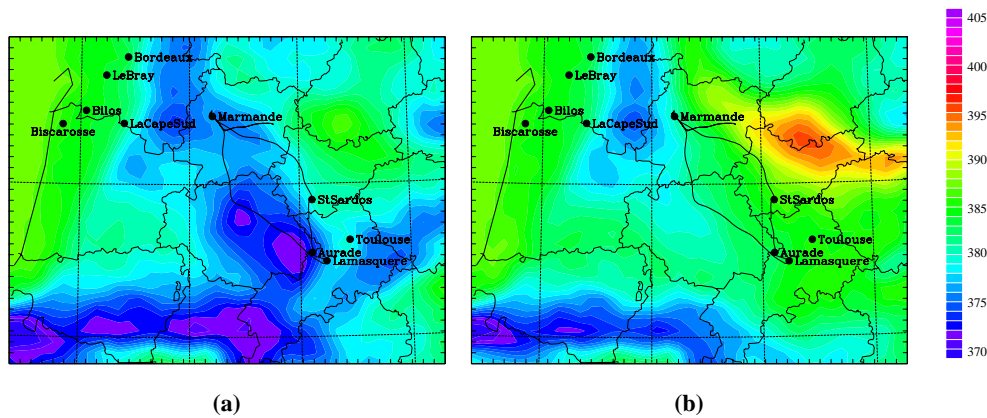 Bordeaux
LeBray
Bilos
Biscarosse
LaCapeSud
Marmande
StSardos
Toulouse
Aurade
Lamasquere
(a)
Bordeaux
LeBray
Bilos
Biscarosse
LaCapeSud
Marmande
StSardos
Toulouse
Aurade
Lamasquere
(b)
405
400
395
390
385
380
375
370